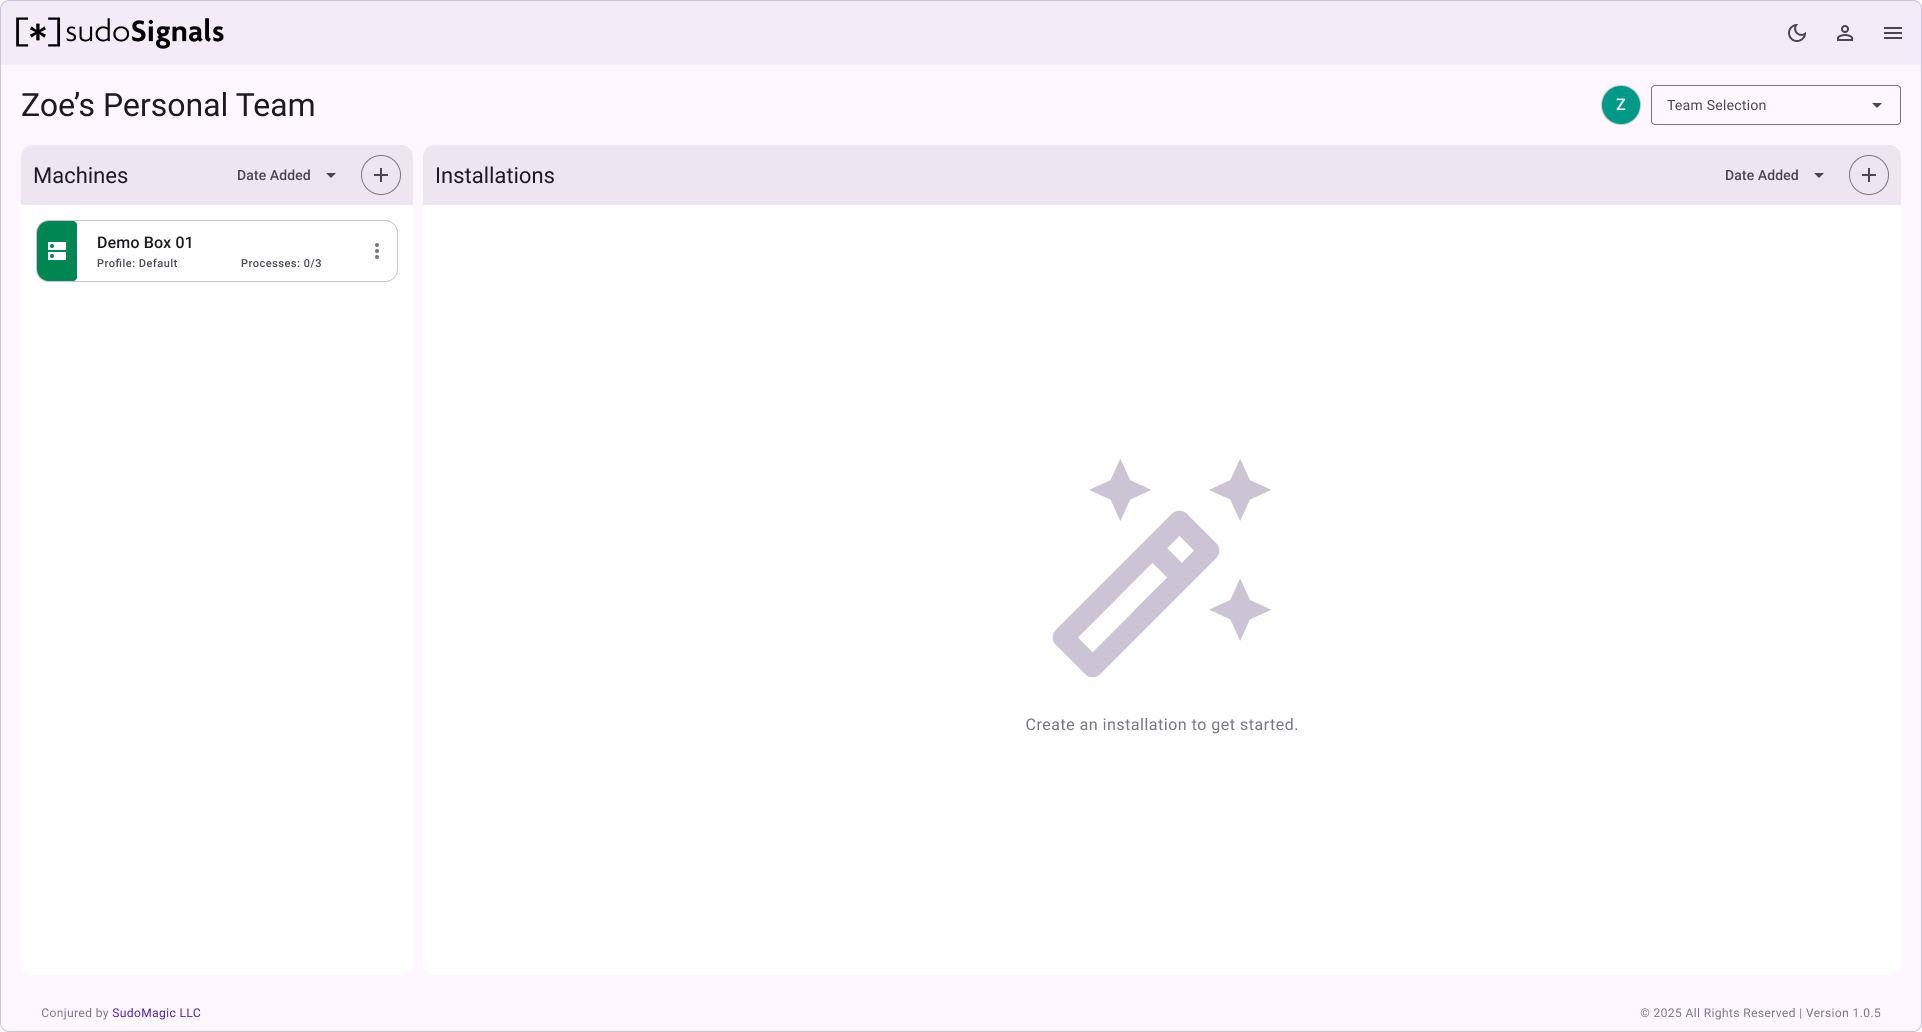 [*] sudoSignals
Zoe’s Personal Team
Z
Team Selection
Machines
Date Added
Installations
Date Added
Demo Box 01
Profile: Default
Processes: 0/3
Create an installation to get started.
Conjured by SudoMagic LLC
© 2025 All Rights Reserved | Version 1.0.5